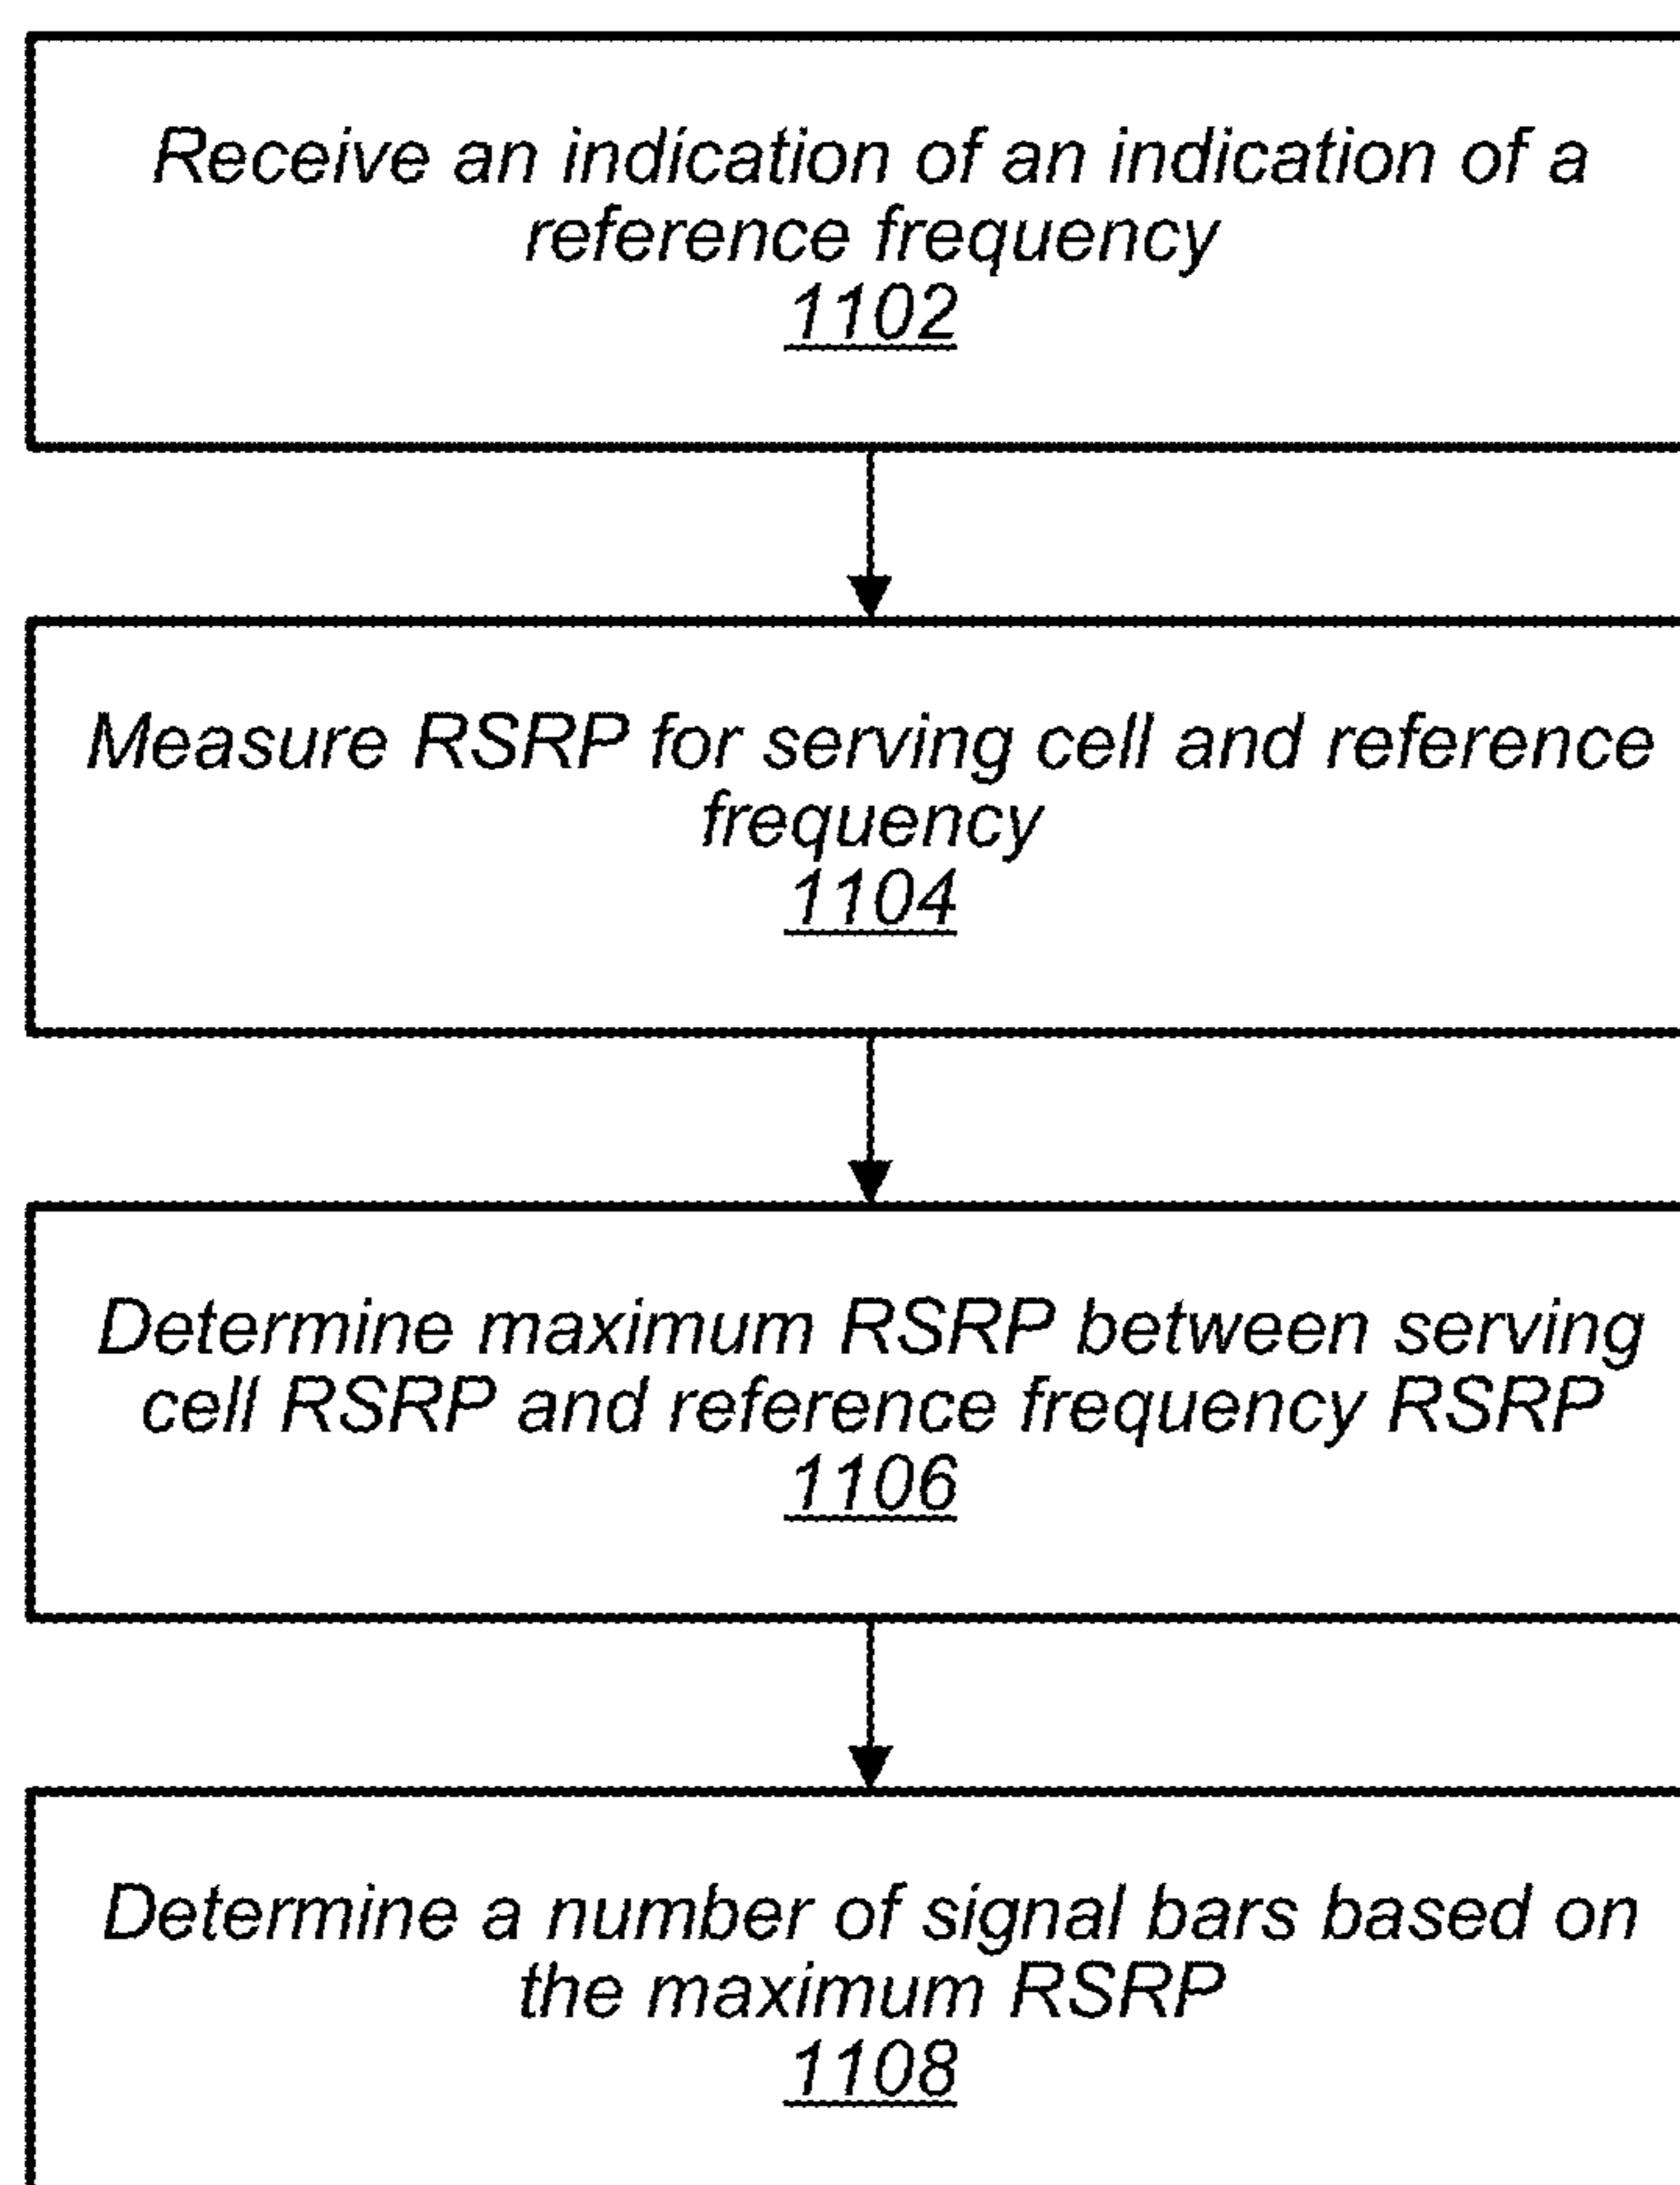 Receive an indication of an indication of a
reference frequency
1102
Measure RSRP for serving cell and reference
frequency
1104
Determine maximum RSRP between serving
cell RSRP and reference frequency RSRP
1106
Determine a number of signal bars based on
the maximum RSRP
1108